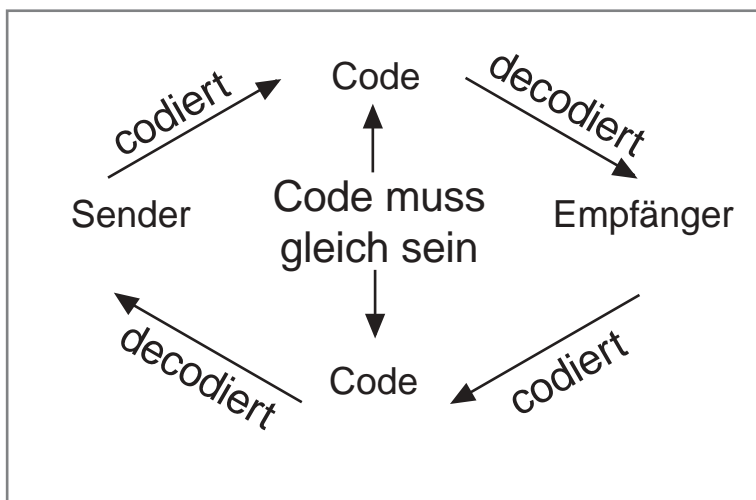 Code
codiert
decodiert
Sender
Code muss
gleich sein
Empfänger
decodiert
Code
codiert